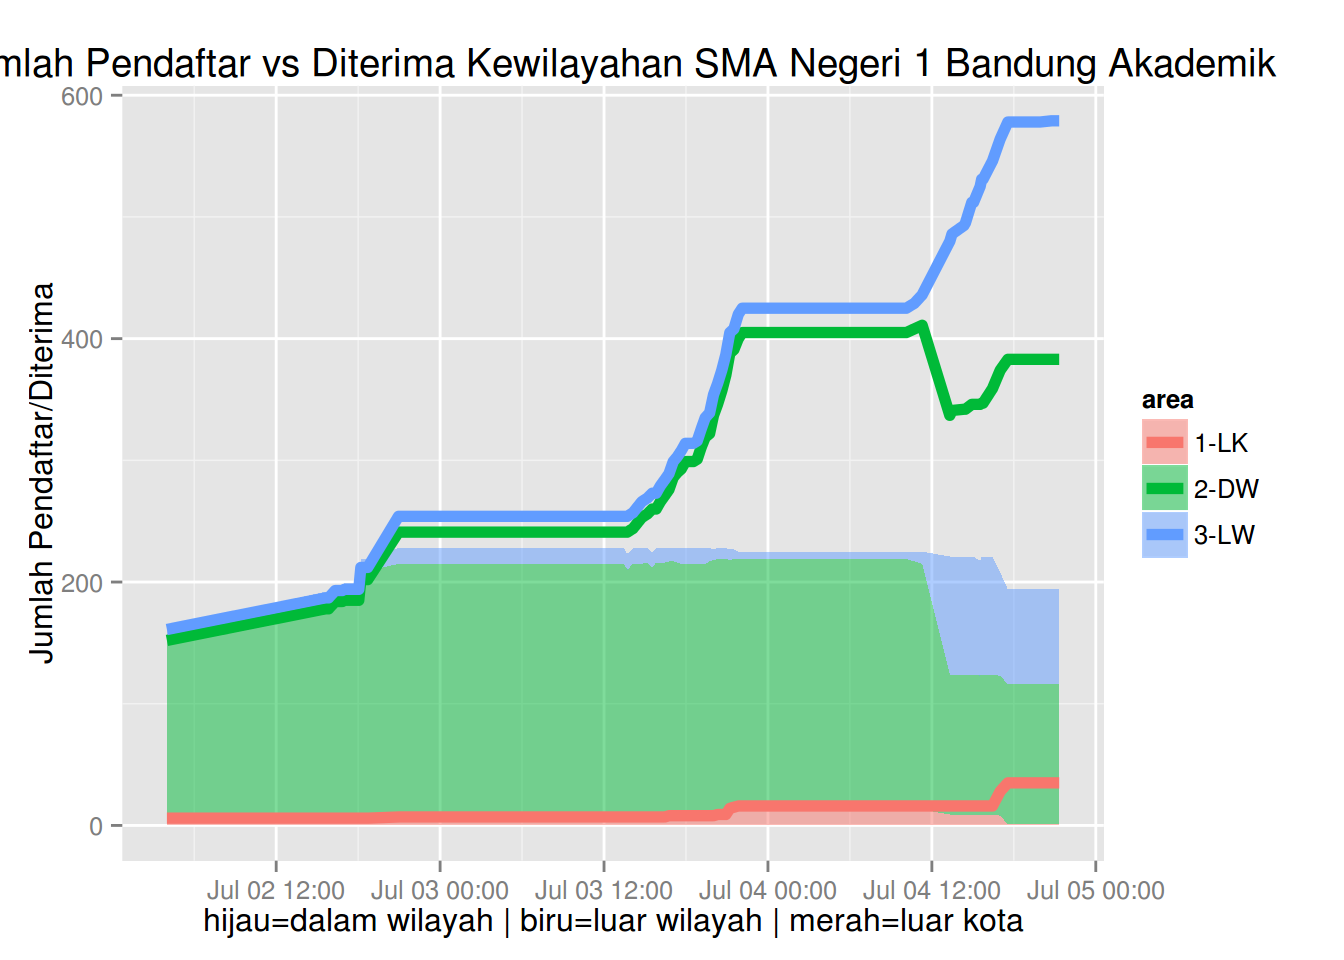 mlah Pendaftar vs Diterima Kewilayahan SMA Negeri 1 Bandung Akademik
Jumlah Pendaftar/Diterima
600
400
200
0
Jul 02 12:00 Jul 03 00:00 Jul 03 12:00 Jul 04 00:00 Jul 04 12:00 Jul 05 00:00
hijau=dalam wilayah | biru=luar wilayah | merah=luar kota
area
1-LK
2-DW
3-LW